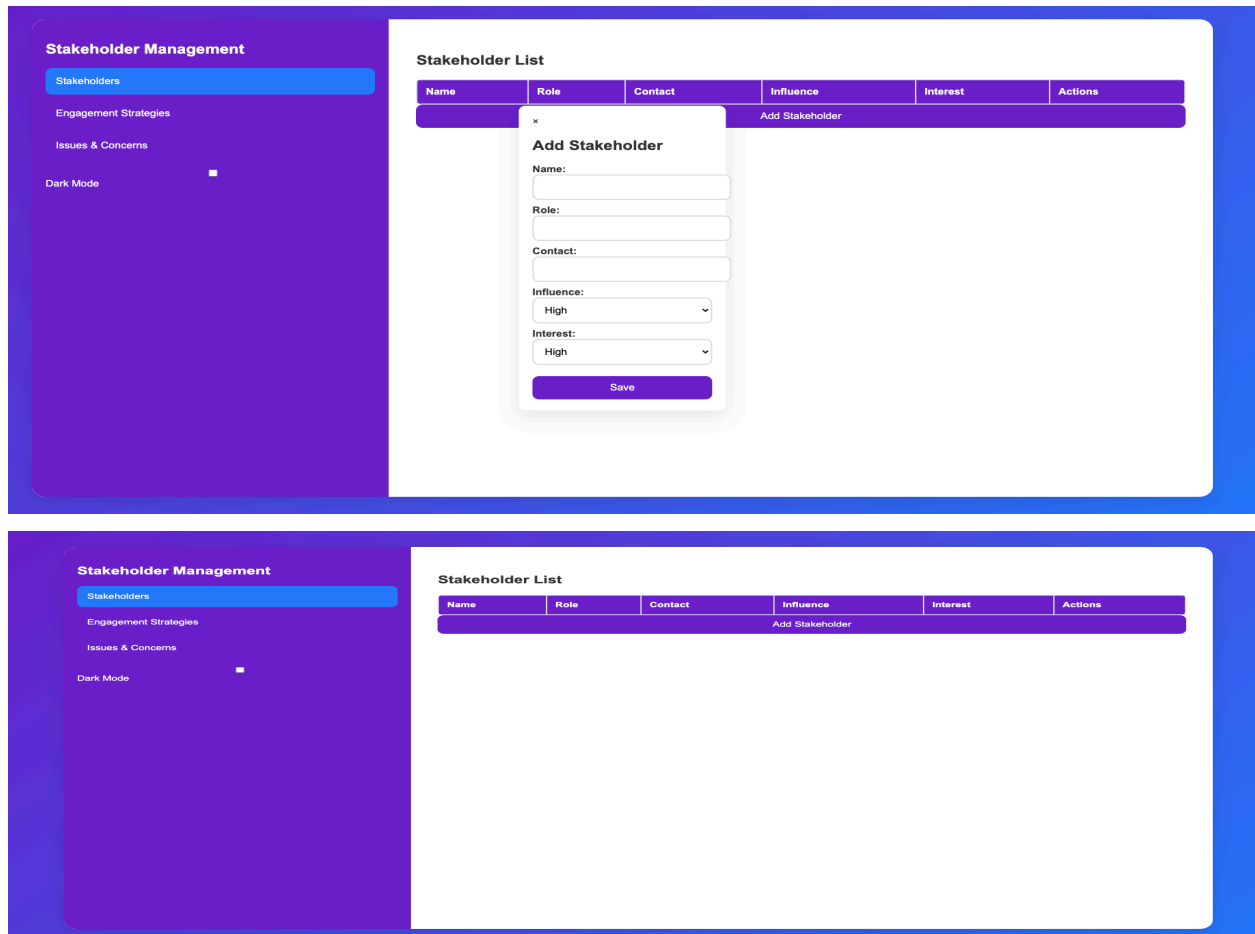 Stakeholder Management
Stakeholders
Engagement Strategies
Issues & Concerns
Dark Mode
Stakeholder List
Name Role Contact Influence Interest Actions
Add Stakeholder
×
Add Stakeholder
Name:
Role:
Contact:
Influence:
High
Interest:
High
Save
Stakeholder Management
Stakeholders
Engagement Strategies
Issues & Concerns
Dark Mode
Stakeholder List
Name Role Contact Influence Interest Actions
Add Stakeholder